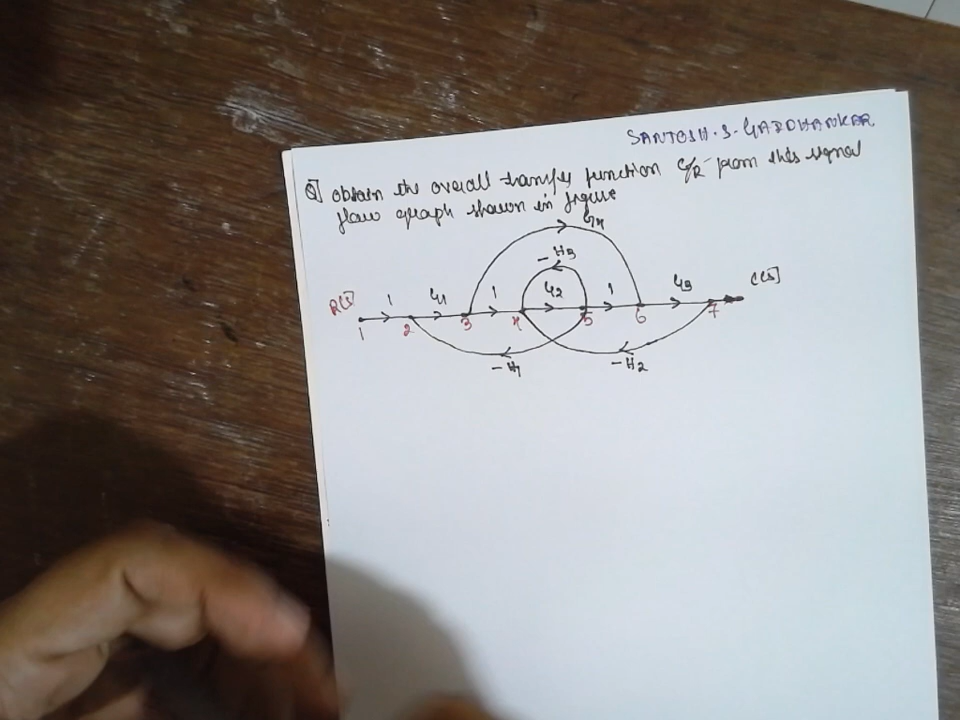 SANTOSH.S.GARDHANKAR
Q] obtain the overall transfer function C/R from this signal
flow graph shown in figure
G4
-H3
R(S) 1 G1 1 G2 1 G3 C(S)
1 2 3 4 5 6 7
-H1 -H2